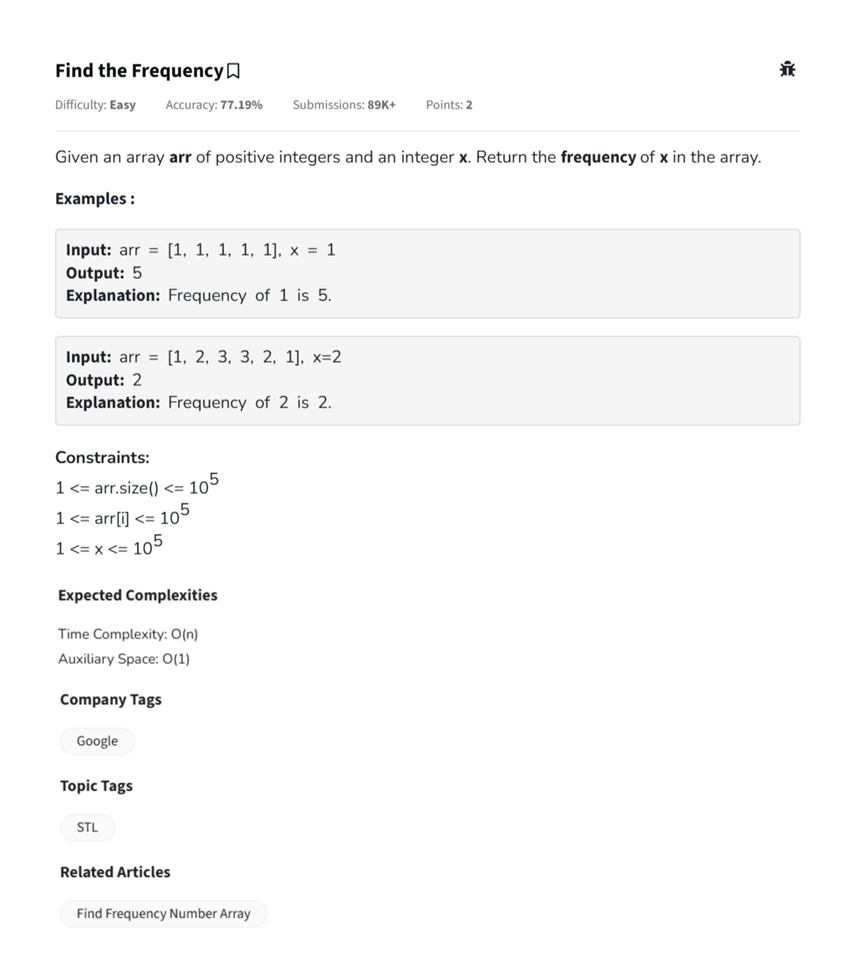 Find the Frequency
Difficulty: Easy Accuracy: 77.19% Submissions: 89K+ Points: 2
Given an array arr of positive integers and an integer x. Return the frequency of x in the array.
Examples :
Input: arr = [1, 1, 1, 1, 1], x = 1
Output: 5
Explanation: Frequency of 1 is 5.
Input: arr = [1, 2, 3, 3, 2, 1], x=2
Output: 2
Explanation: Frequency of 2 is 2.
Constraints:
1 <= arr.size() <= 10^5
1 <= arr[i] <= 10^5
1 <= x <= 10^5
Expected Complexities
Time Complexity: O(n)
Auxiliary Space: O(1)
Company Tags
Google
Topic Tags
STL
Related Articles
Find Frequency Number Array